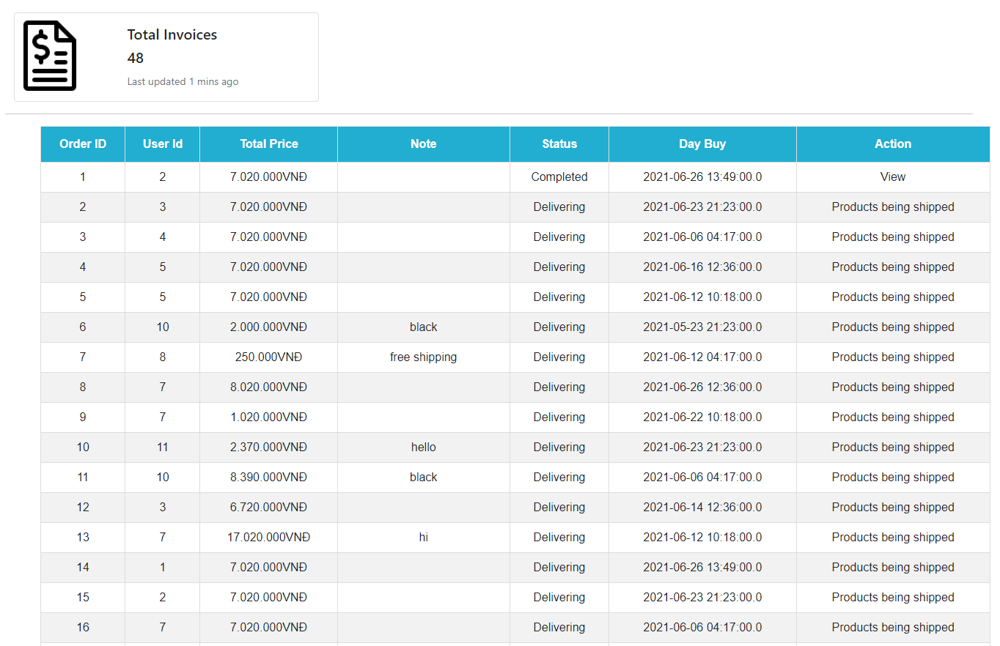 Total Invoices
48
Last updated 1 mins ago
Order ID User Id Total Price Note Status Day Buy Action
1 2 7.020.000VNĐ Completed 2021-06-26 13:49:00.0 View
2 3 7.020.000VNĐ Delivering 2021-06-23 21:23:00.0 Products being shipped
3 4 7.020.000VNĐ Delivering 2021-06-06 04:17:00.0 Products being shipped
4 5 7.020.000VNĐ Delivering 2021-06-16 12:36:00.0 Products being shipped
5 5 7.020.000VNĐ Delivering 2021-06-12 10:18:00.0 Products being shipped
6 10 2.000.000VNĐ black Delivering 2021-05-23 21:23:00.0 Products being shipped
7 8 250.000VNĐ free shipping Delivering 2021-06-12 04:17:00.0 Products being shipped
8 7 8.020.000VNĐ Delivering 2021-06-26 12:36:00.0 Products being shipped
9 7 1.020.000VNĐ Delivering 2021-06-22 10:18:00.0 Products being shipped
10 11 2.370.000VNĐ hello Delivering 2021-06-23 21:23:00.0 Products being shipped
11 10 8.390.000VNĐ black Delivering 2021-06-06 04:17:00.0 Products being shipped
12 3 6.720.000VNĐ Delivering 2021-06-14 12:36:00.0 Products being shipped
13 7 17.020.000VNĐ hi Delivering 2021-06-12 10:18:00.0 Products being shipped
14 1 7.020.000VNĐ Delivering 2021-06-26 13:49:00.0 Products being shipped
15 2 7.020.000VNĐ Delivering 2021-06-23 21:23:00.0 Products being shipped
16 7 7.020.000VNĐ Delivering 2021-06-06 04:17:00.0 Products being shipped